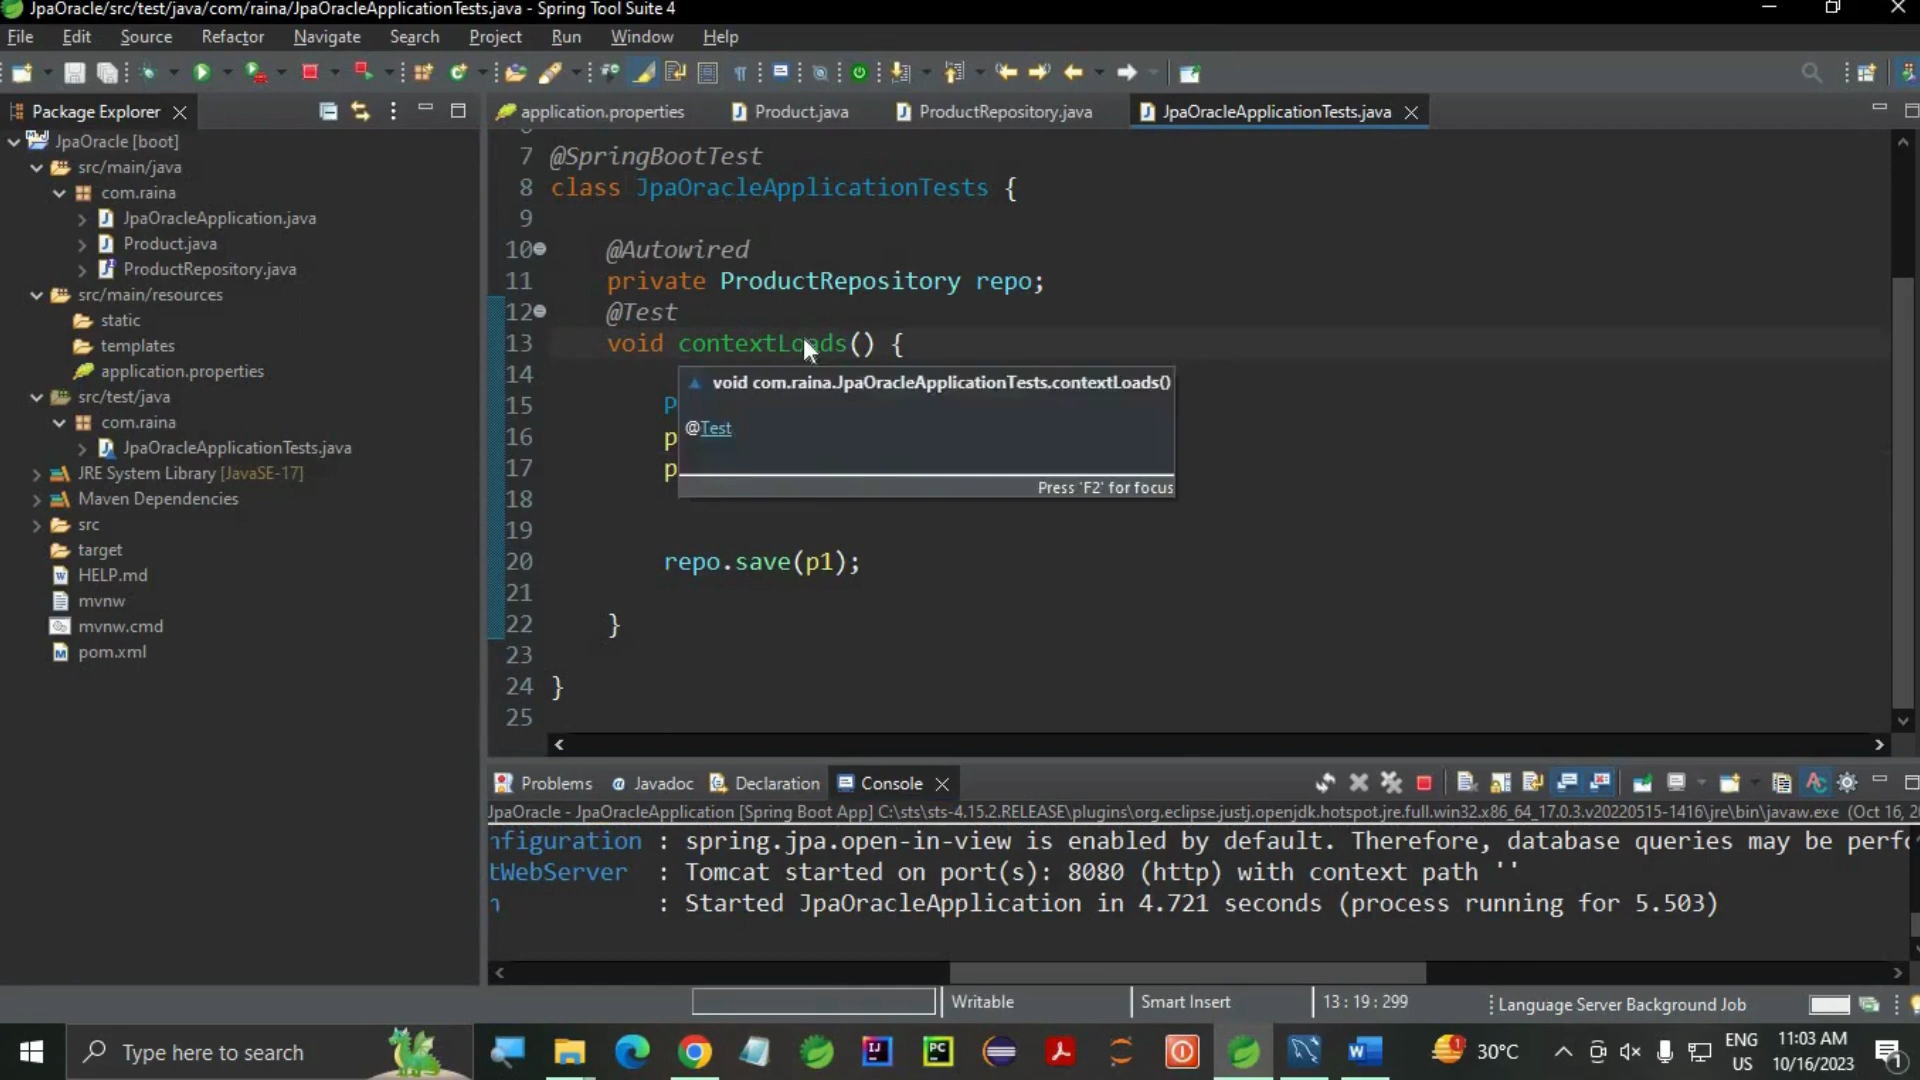 JpaOracle/src/test/java/com/raina/JpaOracleApplicationTests.java - Spring Tool Suite 4
File Edit Source Refactor Navigate Search Project Run Window Help
Package Explorer
JpaOracle [boot]
src/main/java
com.raina
JpaOracleApplication.java
Product.java
ProductRepository.java
src/main/resources
static
templates
application.properties
src/test/java
com.raina
JpaOracleApplicationTests.java
JRE System Library [JavaSE-17]
Maven Dependencies
src
target
HELP.md
mvnw
mvnw.cmd
pom.xml
application.properties Product.java ProductRepository.java JpaOracleApplicationTests.java
7 @SpringBootTest
8 class JpaOracleApplicationTests {
9
10 @Autowired
11 private ProductRepository repo;
12 @Test
13 void contextLoads() {
14
15 P
16 p
17 p
18
19
20 repo.save(p1);
21
22 }
23
24 }
25
void com.raina.JpaOracleApplicationTests.contextLoads()
@Test
Press 'F2' for focus
Problems @ Javadoc Declaration Console
JpaOracle - JpaOracleApplication [Spring Boot App] C:\sts\sts-4.15.2.RELEASE\plugins\org.eclipse.justj.openjdk.hotspot.jre.full.win32.x86_64_17.0.3.v20220515-1416\jre\bin\javaw.exe (Oct 16, 2
nfiguration : spring.jpa.open-in-view is enabled by default. Therefore, database queries may be perfo
tWebServer : Tomcat started on port(s): 8080 (http) with context path ''
n : Started JpaOracleApplication in 4.721 seconds (process running for 5.503)
Writable Smart Insert 13 : 19 : 299 Language Server Background Job
Type here to search 30°C ENG 11:03 AM
US 10/16/2023